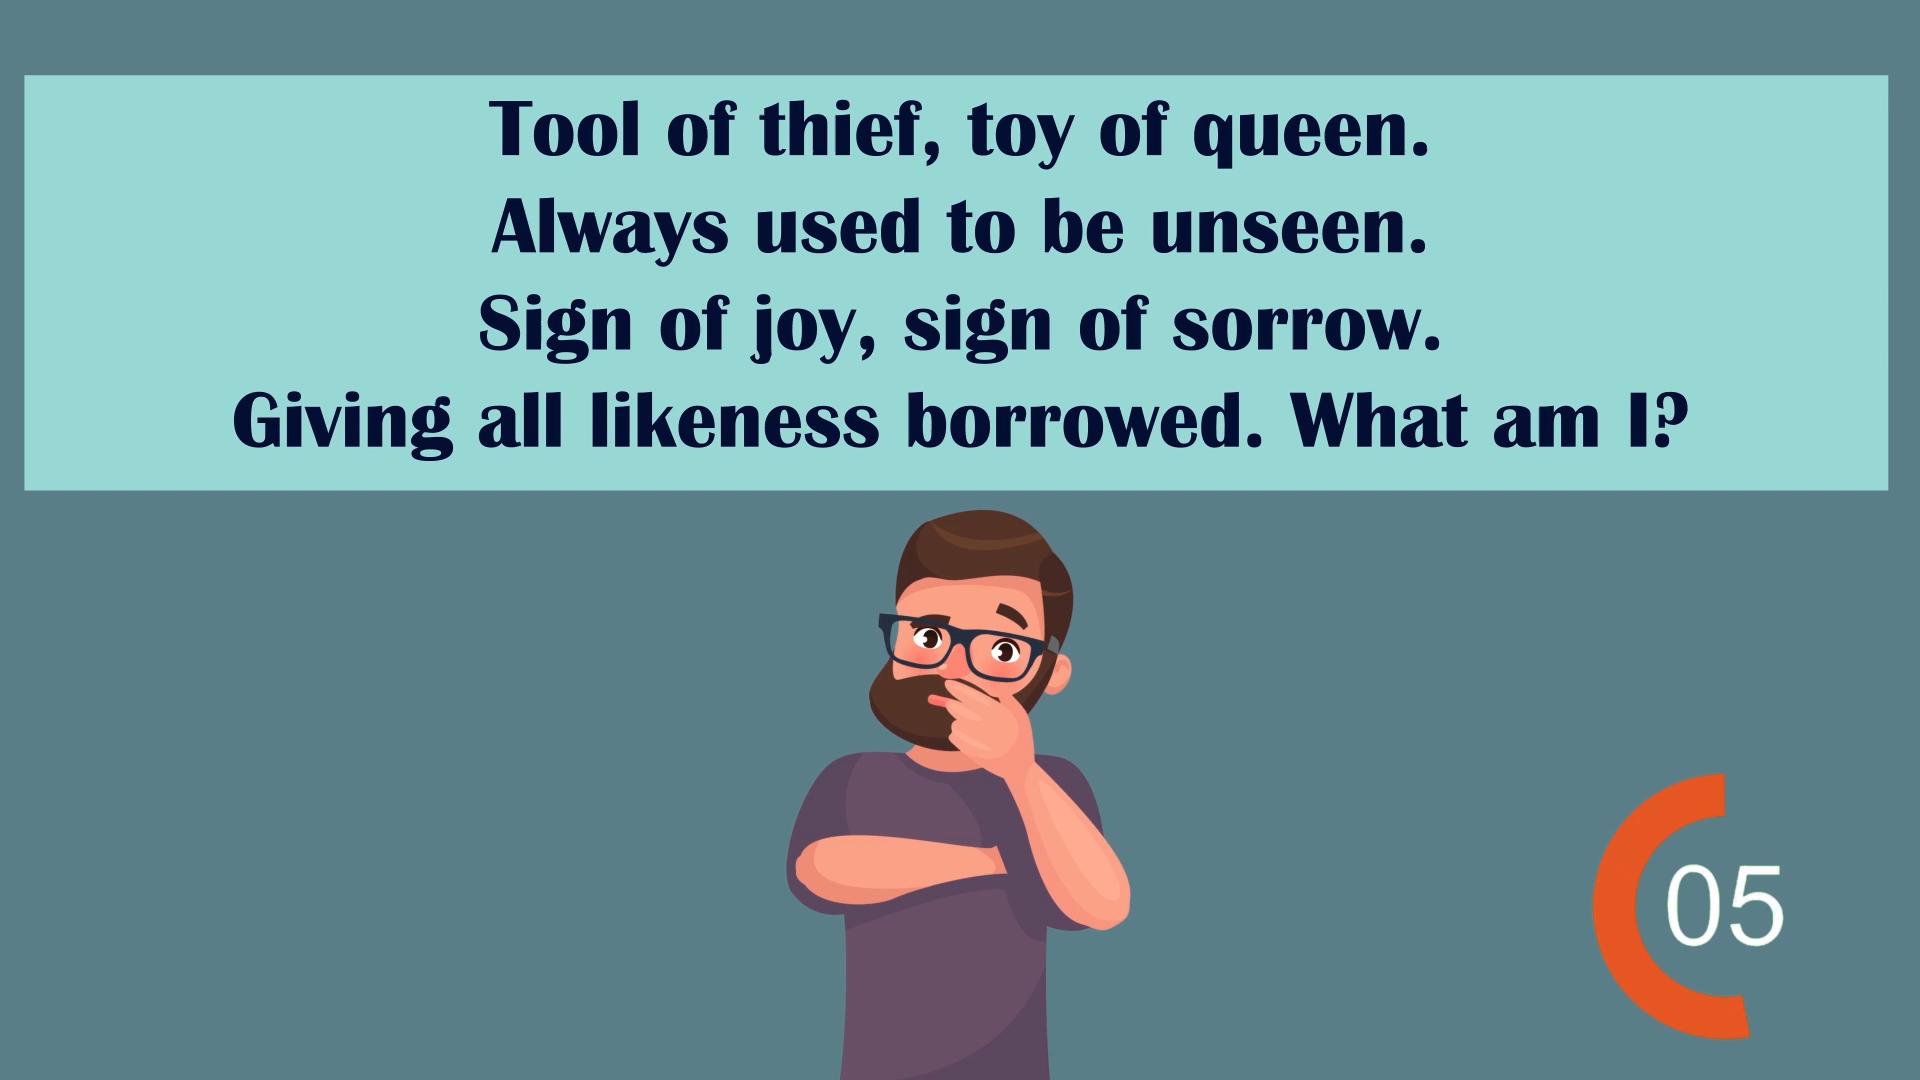 Tool of thief, toy of queen.
Always used to be unseen.
Sign of joy, sign of sorrow.
Giving all likeness borrowed. What am I?
05